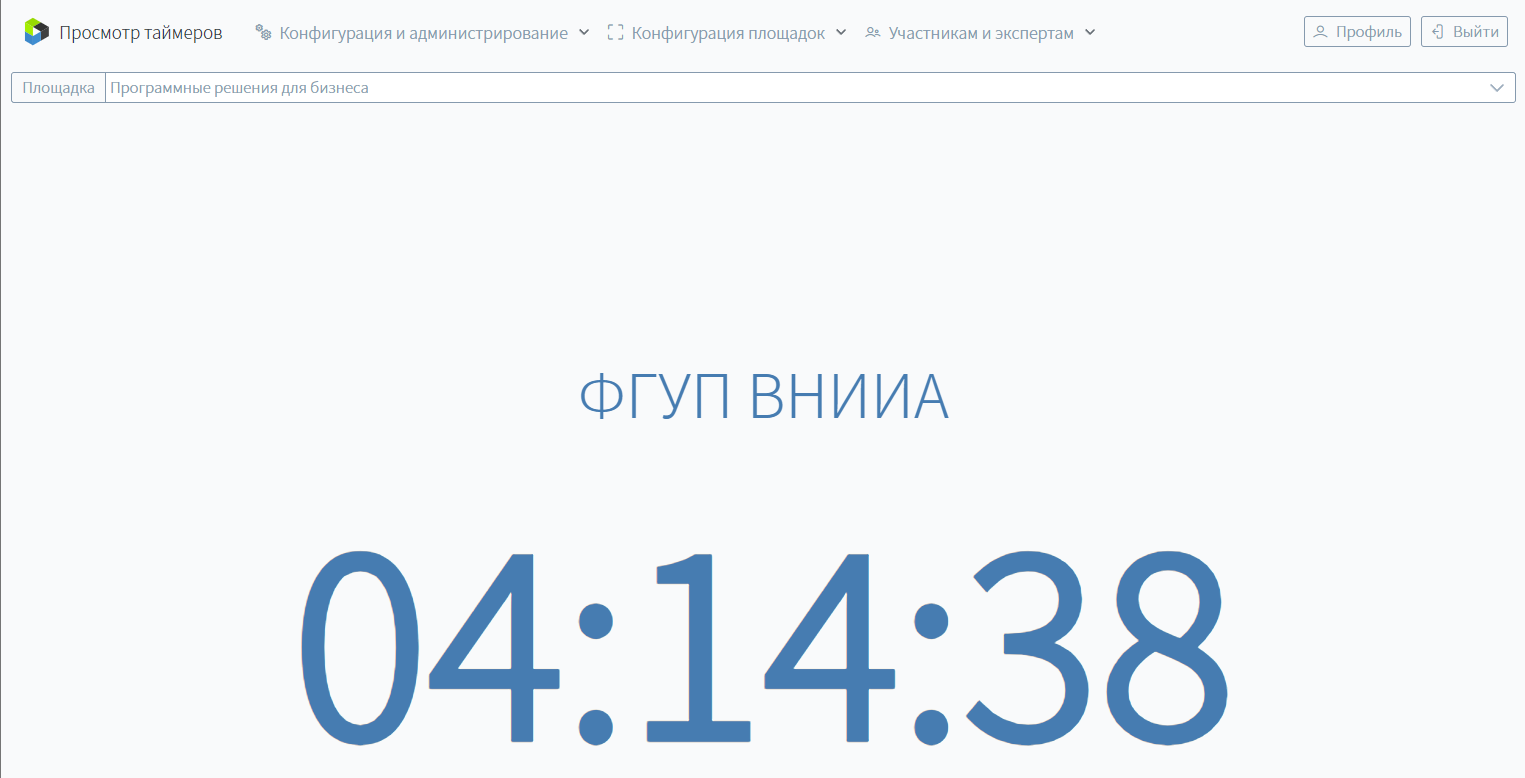 Просмотр таймеров Конфигурация и администрирование Конфигурация площадок Участникам и экспертам Профиль Выйти
Площадка Программные решения для бизнеса
ФГУП ВНИИА
04:14:38